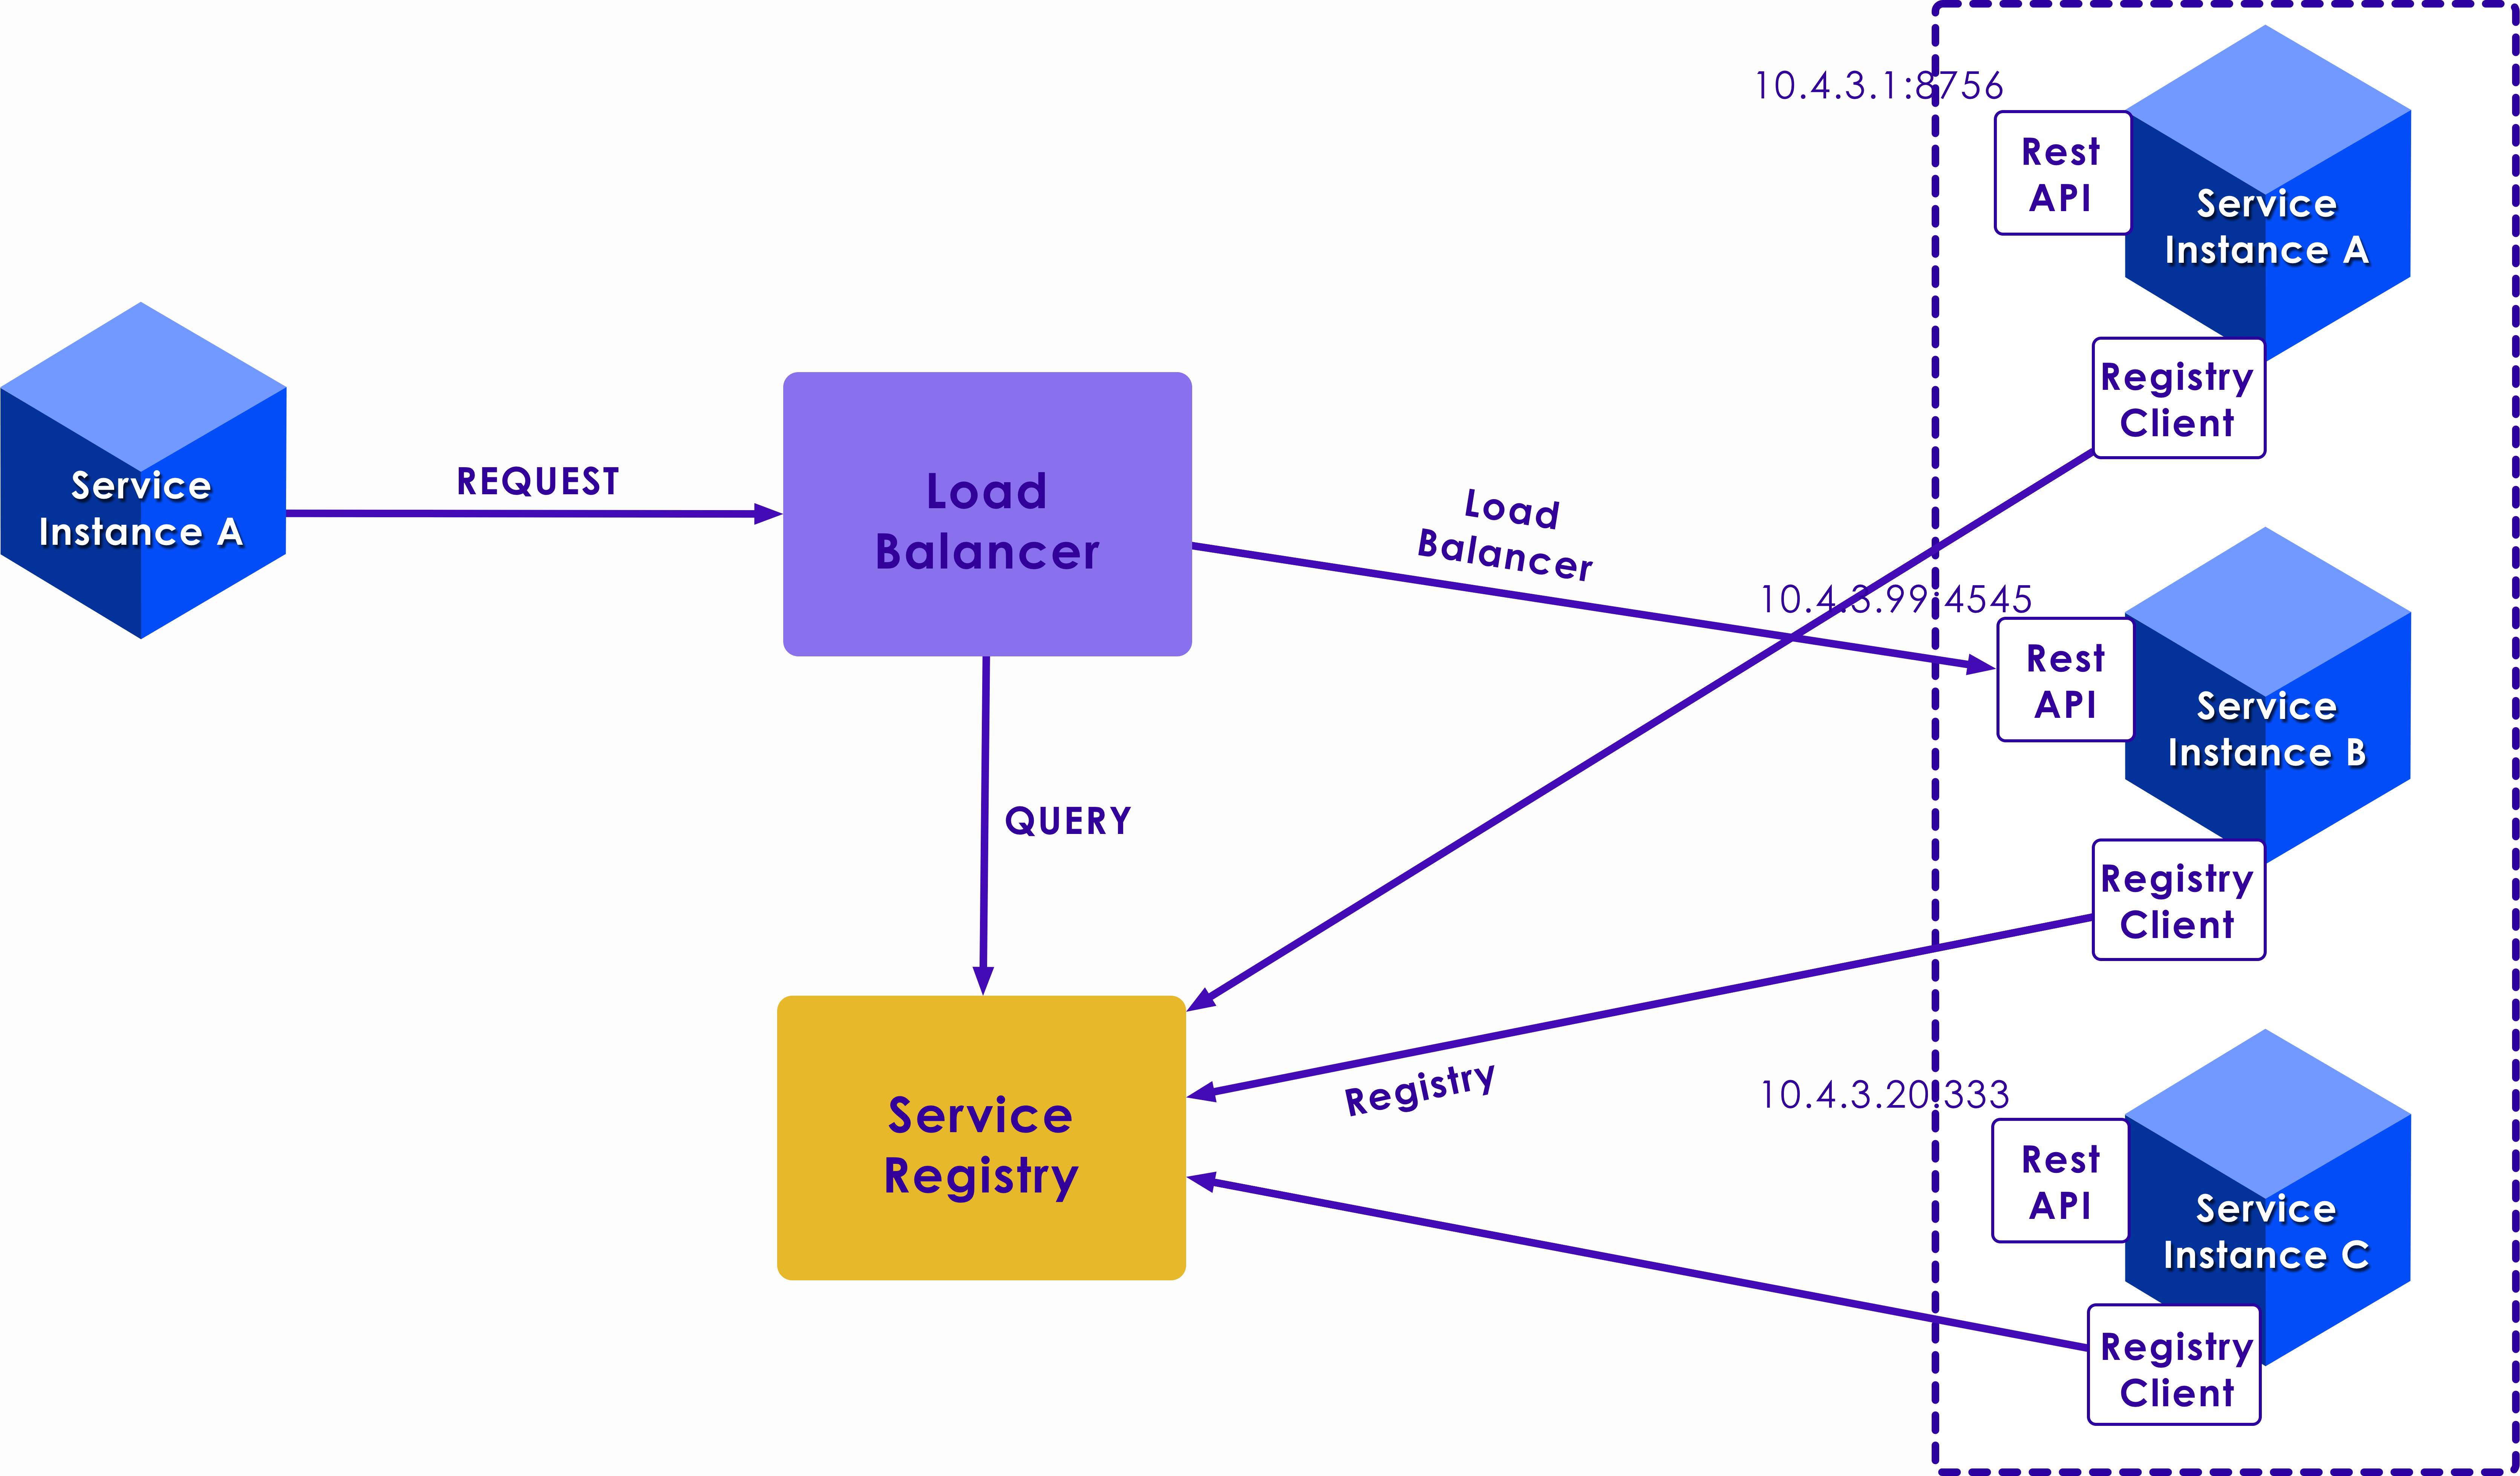 10.4.3.1:8756
Rest
API
Service
Instance A
Registry
Client
Service
Instance A
REQUEST
Load
Balancer
Load
Balancer
10.4.3.99:4545
Rest
API
Service
Instance B
QUERY
Registry
Client
Service
Registry
Registry
10.4.3.20:333
Rest
API
Service
Instance C
Registry
Client